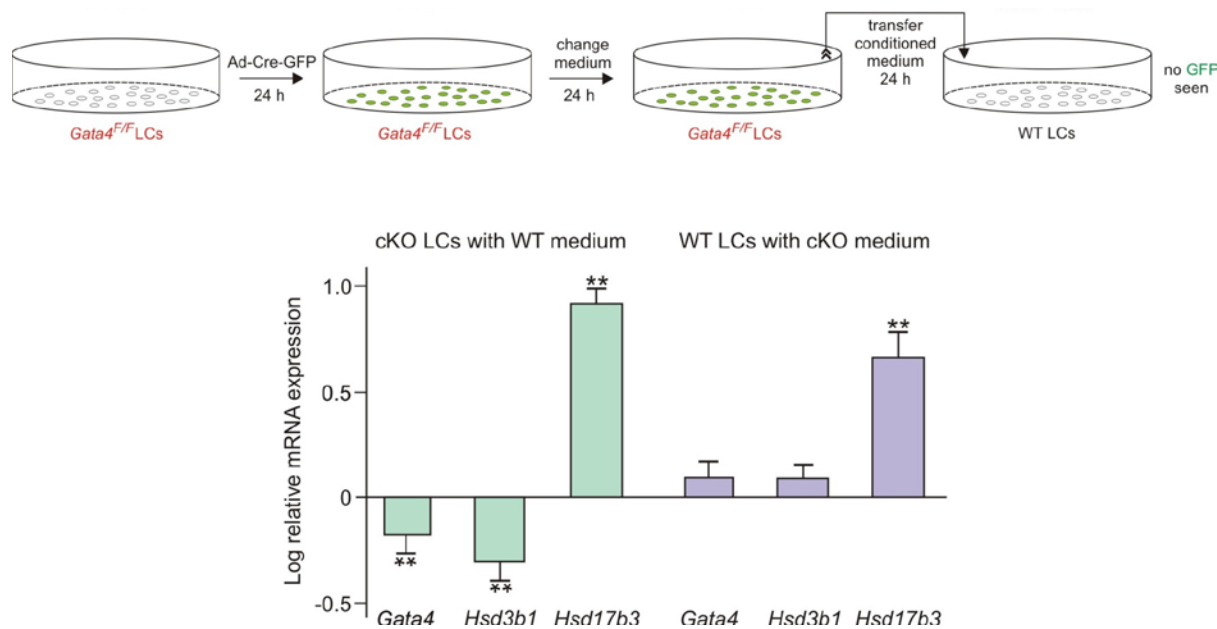 Ad-Cre-GFP
24 h
change
medium
24 h
transfer
conditioned
medium
24 h
no GFP
seen
Gata4F/F LCs
Gata4F/F LCs
Gata4F/F LCs
WT LCs
cKO LCs with WT medium
WT LCs with cKO medium
Log relative mRNA expression
1.0
0.5
0
-0.5
**
**
**
**
Gata4 Hsd3b1 Hsd17b3 Gata4 Hsd3b1 Hsd17b3